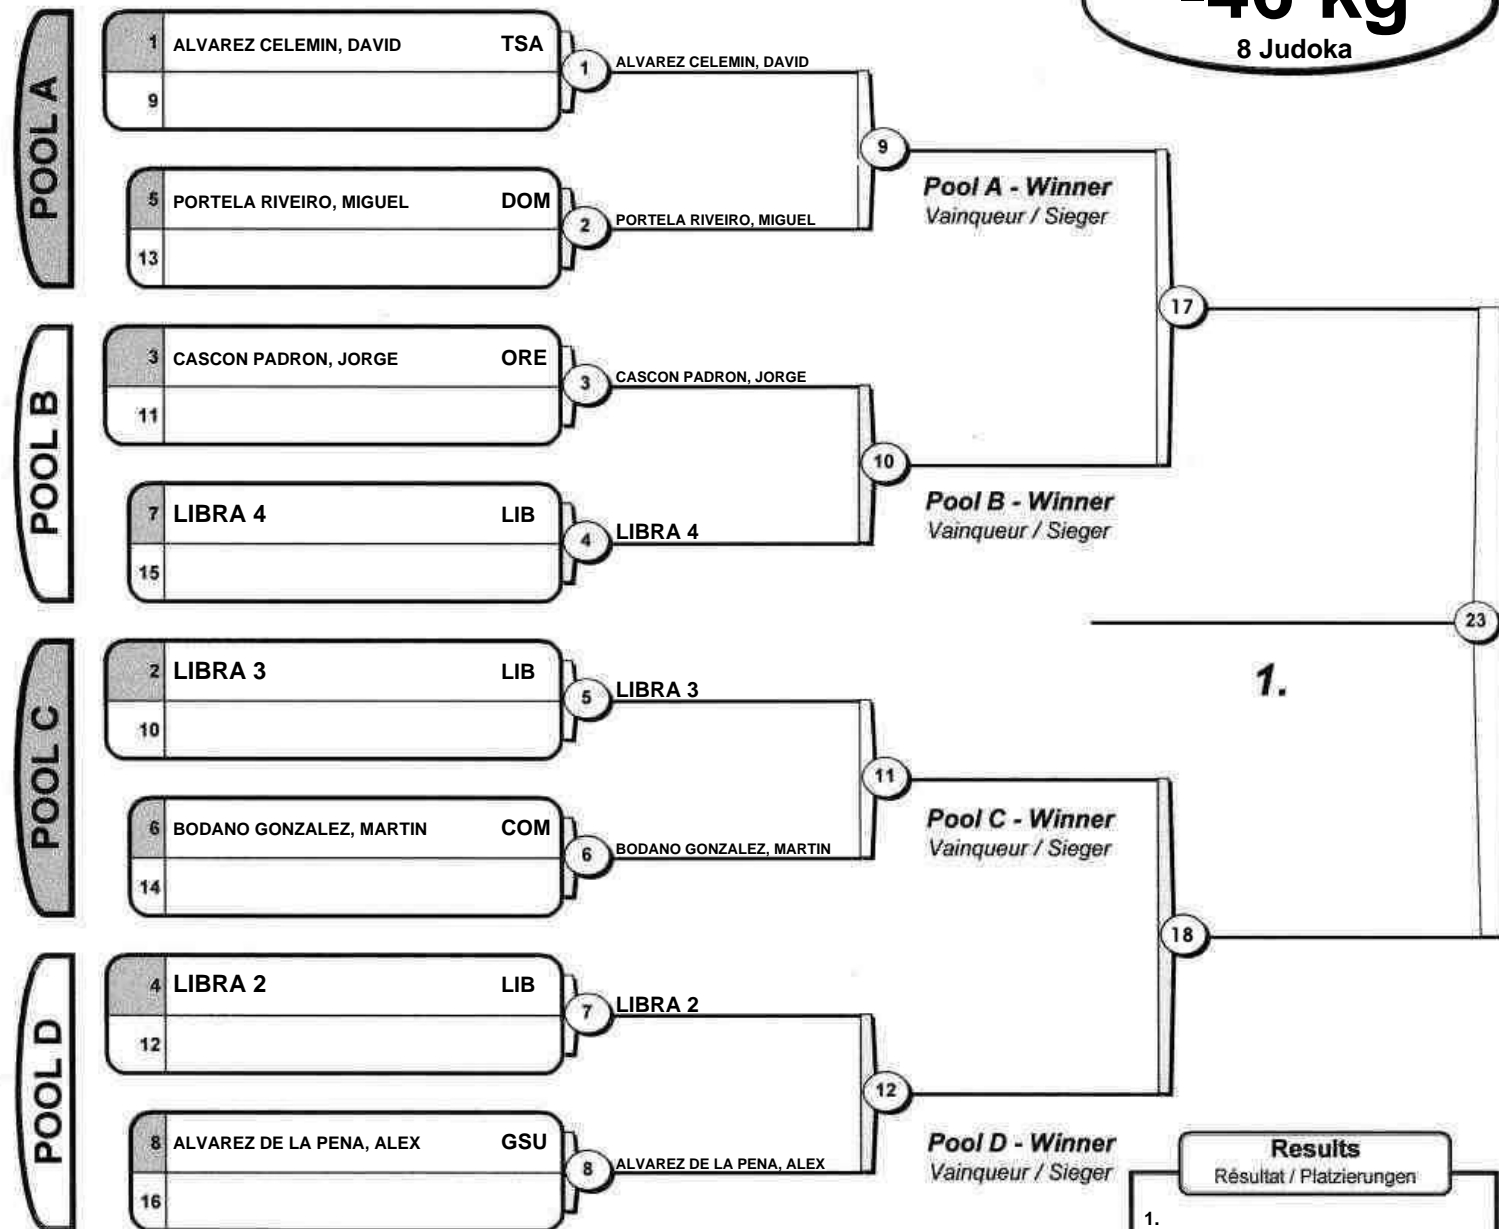 -46 kg
8 Judoka
POOL A
1 ALVAREZ CELEMIN, DAVID TSA
9
1
ALVAREZ CELEMIN, DAVID
5 PORTELA RIVEIRO, MIGUEL DOM
13
2
PORTELA RIVEIRO, MIGUEL
9
Pool A - Winner
Vainqueur / Sieger
POOL B
3 CASCON PADRON, JORGE ORE
11
3
CASCON PADRON, JORGE
7 LIBRA 4 LIB
15
4
LIBRA 4
10
Pool B - Winner
Vainqueur / Sieger
17
POOL C
2 LIBRA 3 LIB
10
5
LIBRA 3
6 BODANO GONZALEZ, MARTIN COM
14
6
BODANO GONZALEZ, MARTIN
11
Pool C - Winner
Vainqueur / Sieger
23
1.
POOL D
4 LIBRA 2 LIB
12
7
LIBRA 2
8 ALVAREZ DE LA PENA, ALEX GSU
16
8
ALVAREZ DE LA PENA, ALEX
12
Pool D - Winner
Vainqueur / Sieger
18
Results
Résultat / Platzierungen
1.